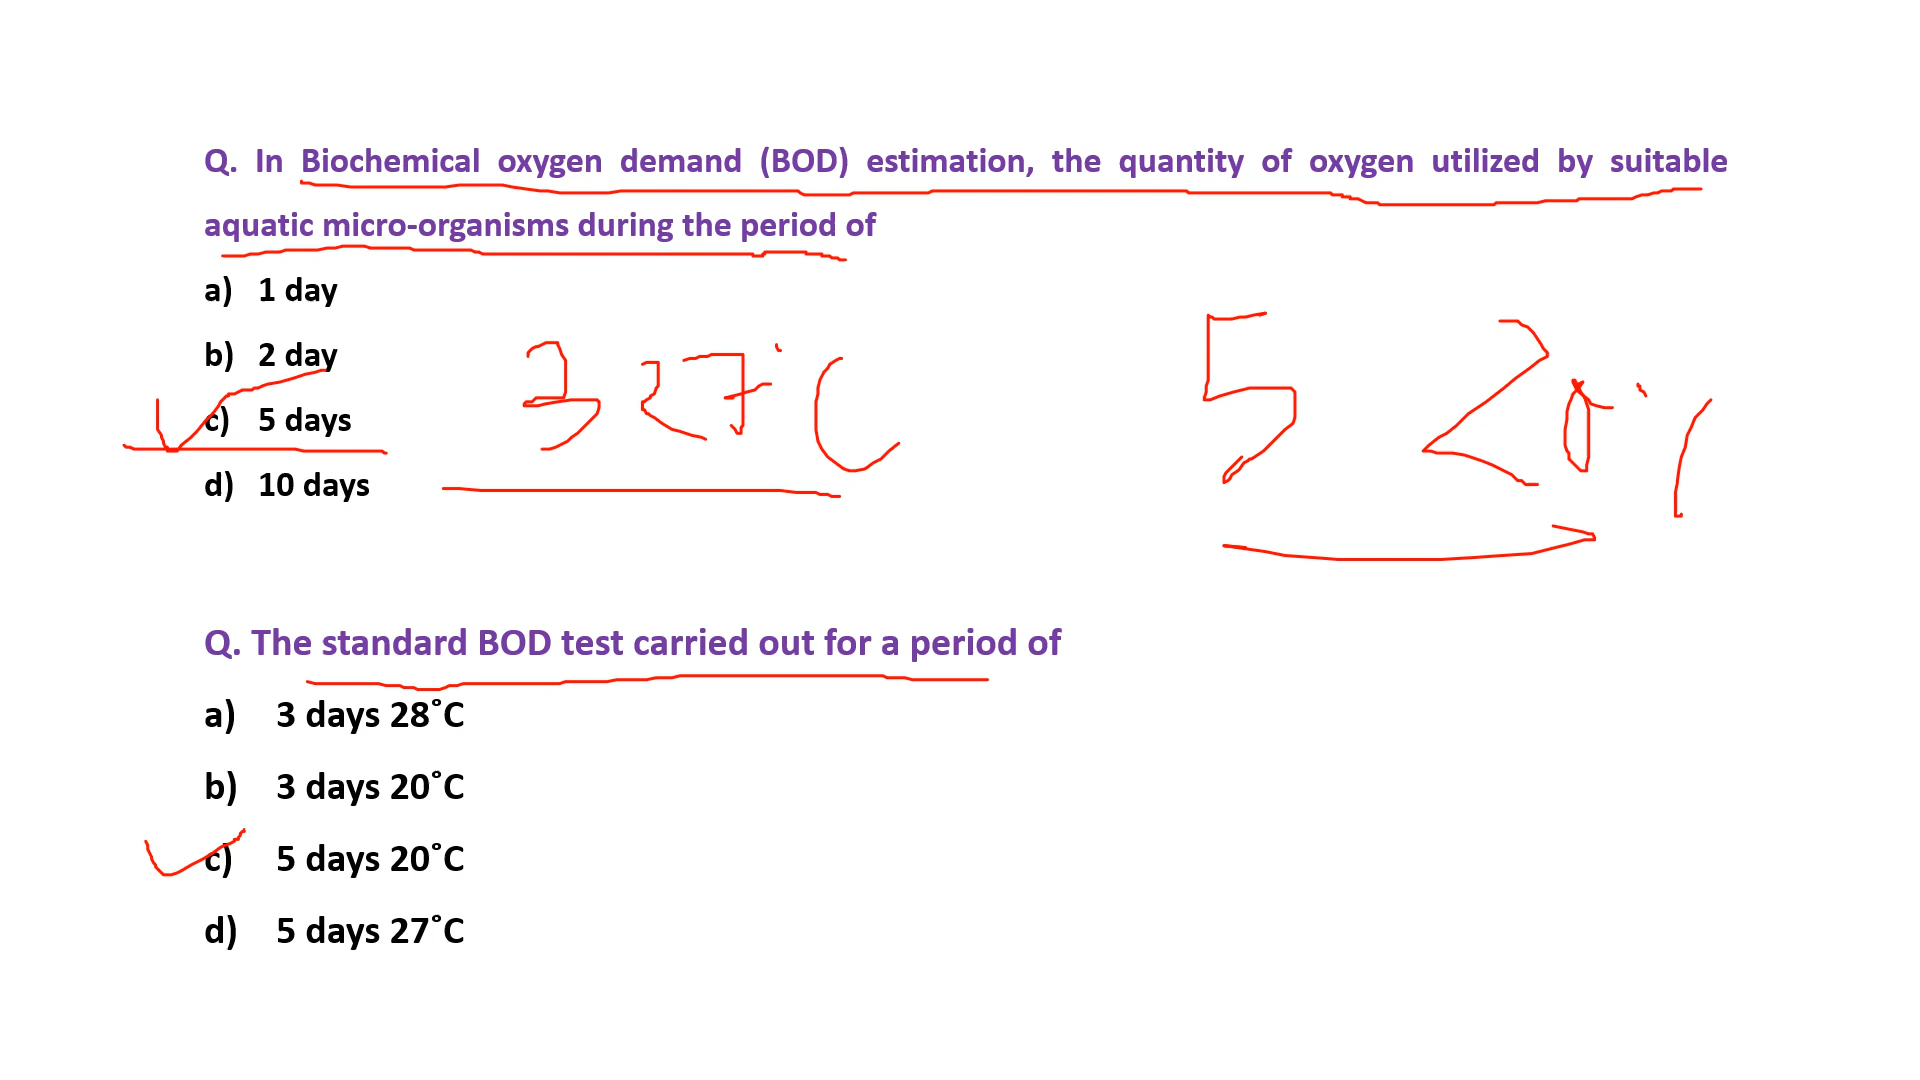 Q. In Biochemical oxygen demand (BOD) estimation, the quantity of oxygen utilized by suitable
aquatic micro-organisms during the period of
a) 1 day
b) 2 day
c) 5 days
d) 10 days
3 27°C
5 20°C
Q. The standard BOD test carried out for a period of
a) 3 days 28°C
b) 3 days 20°C
c) 5 days 20°C
d) 5 days 27°C